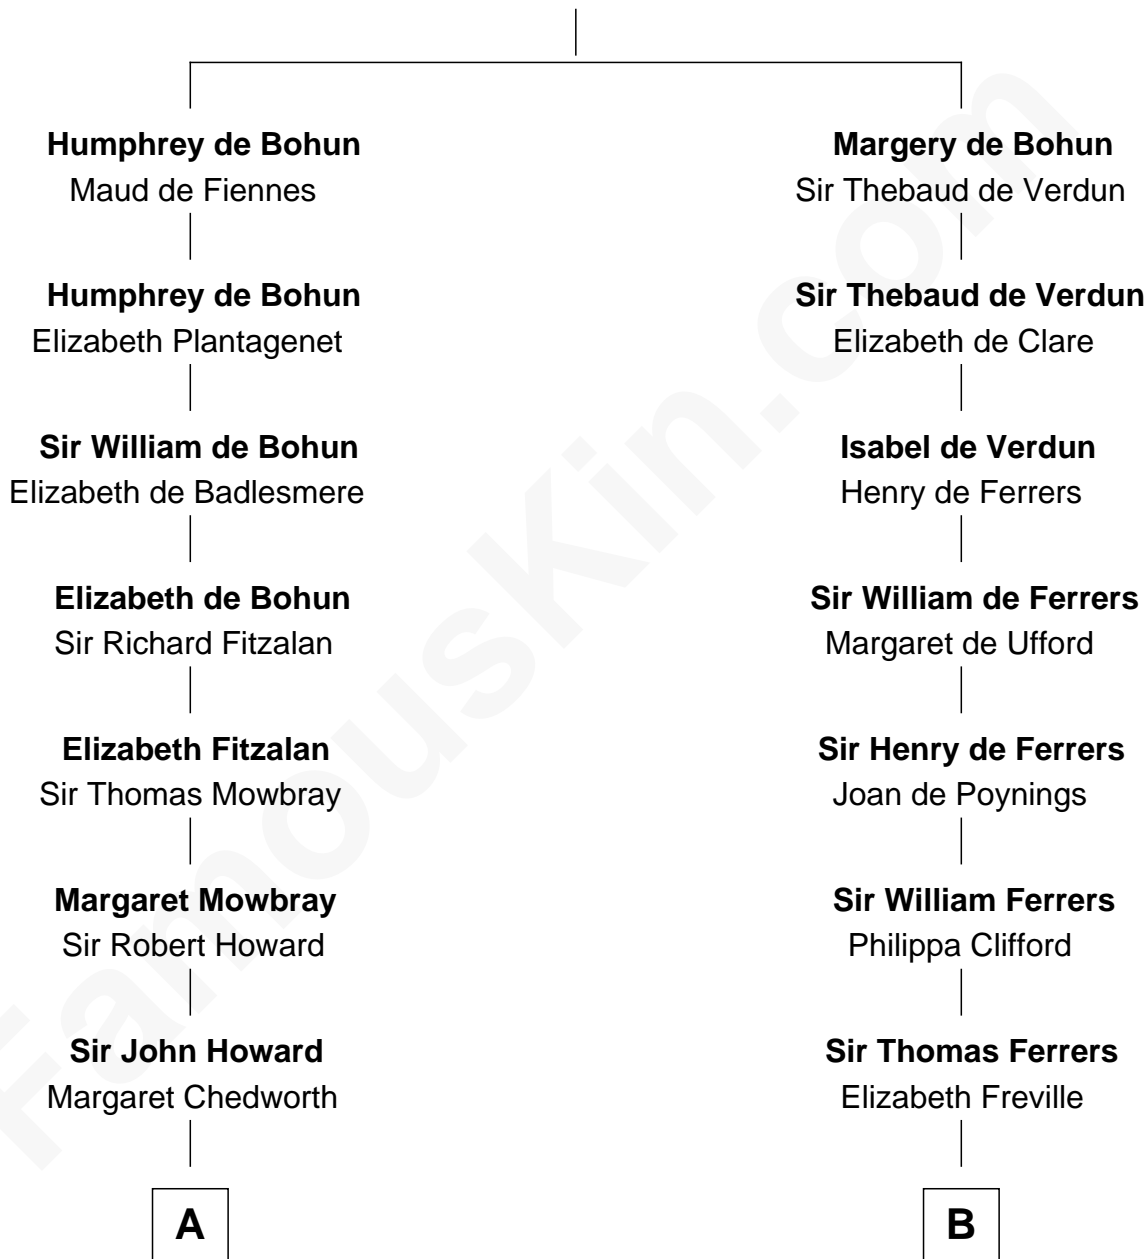 Humphrey de Bohun
Maud de Fiennes
Humphrey de Bohun
Elizabeth Plantagenet
Sir William de Bohun
Elizabeth de Badlesmere
Elizabeth de Bohun
Sir Richard Fitzalan
Elizabeth Fitzalan
Sir Thomas Mowbray
Margaret Mowbray
Sir Robert Howard
Sir John Howard
Margaret Chedworth
A
Margery de Bohun
Sir Thebaud de Verdun
Sir Thebaud de Verdun
Elizabeth de Clare
Isabel de Verdun
Henry de Ferrers
Sir William de Ferrers
Margaret de Ufford
Sir Henry de Ferrers
Joan de Poynings
Sir William Ferrers
Philippa Clifford
Sir Thomas Ferrers
Elizabeth Freville
B
FamousKin.com